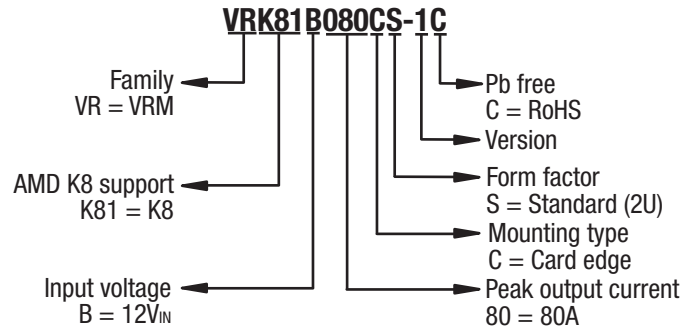 VRK81B080CS-1C
Family
VR = VRM
AMD K8 support
K81 = K8
Input voltage
B = 12VIN
Pb free
C = RoHS
Version
Form factor
S = Standard (2U)
Mounting type
C = Card edge
Peak output current
80 = 80A